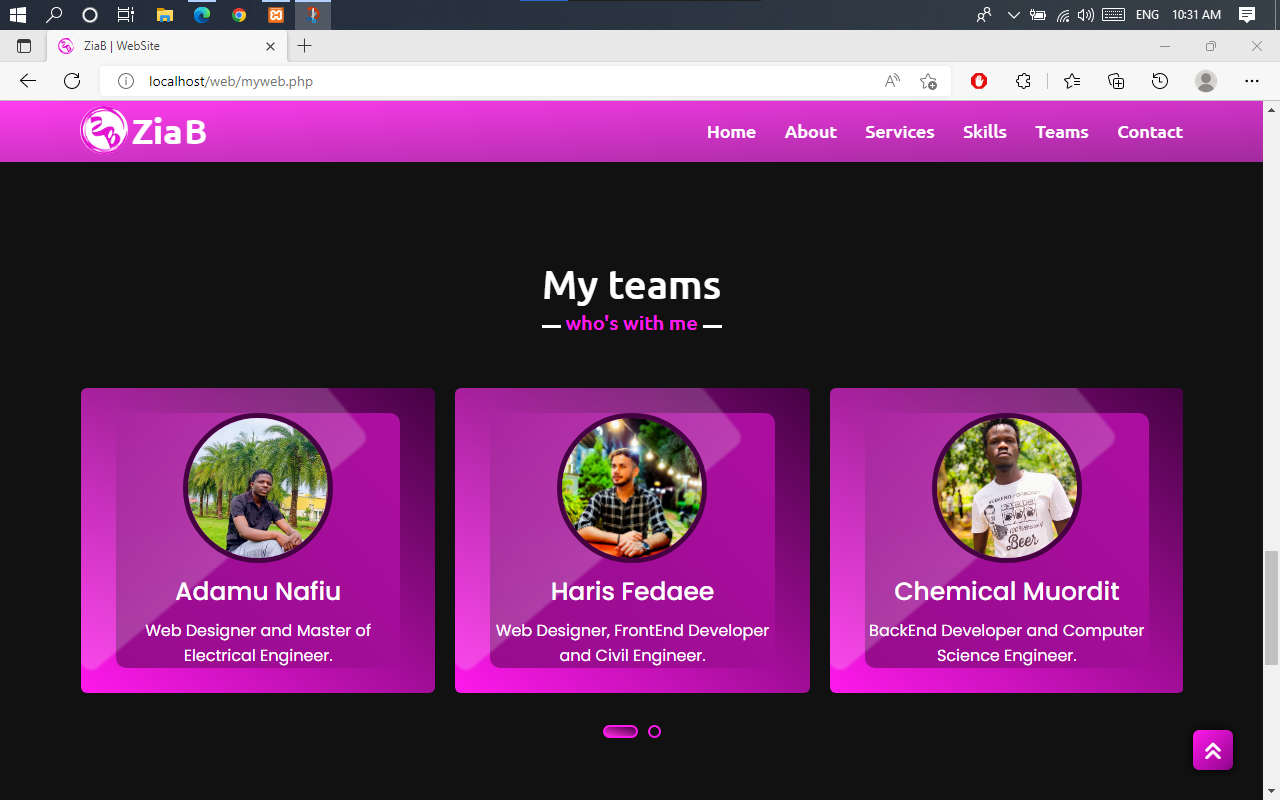 ENG 10:31 AM
ZiaB | WebSite
localhost/web/myweb.php
ZiaB Home About Services Skills Teams Contact
My teams
who's with me
Adamu Nafiu
Web Designer and Master of
Electrical Engineer.
Haris Fedaee
Web Designer, FrontEnd Developer
and Civil Engineer.
Beer
Chemical Muordit
BackEnd Developer and Computer
Science Engineer.